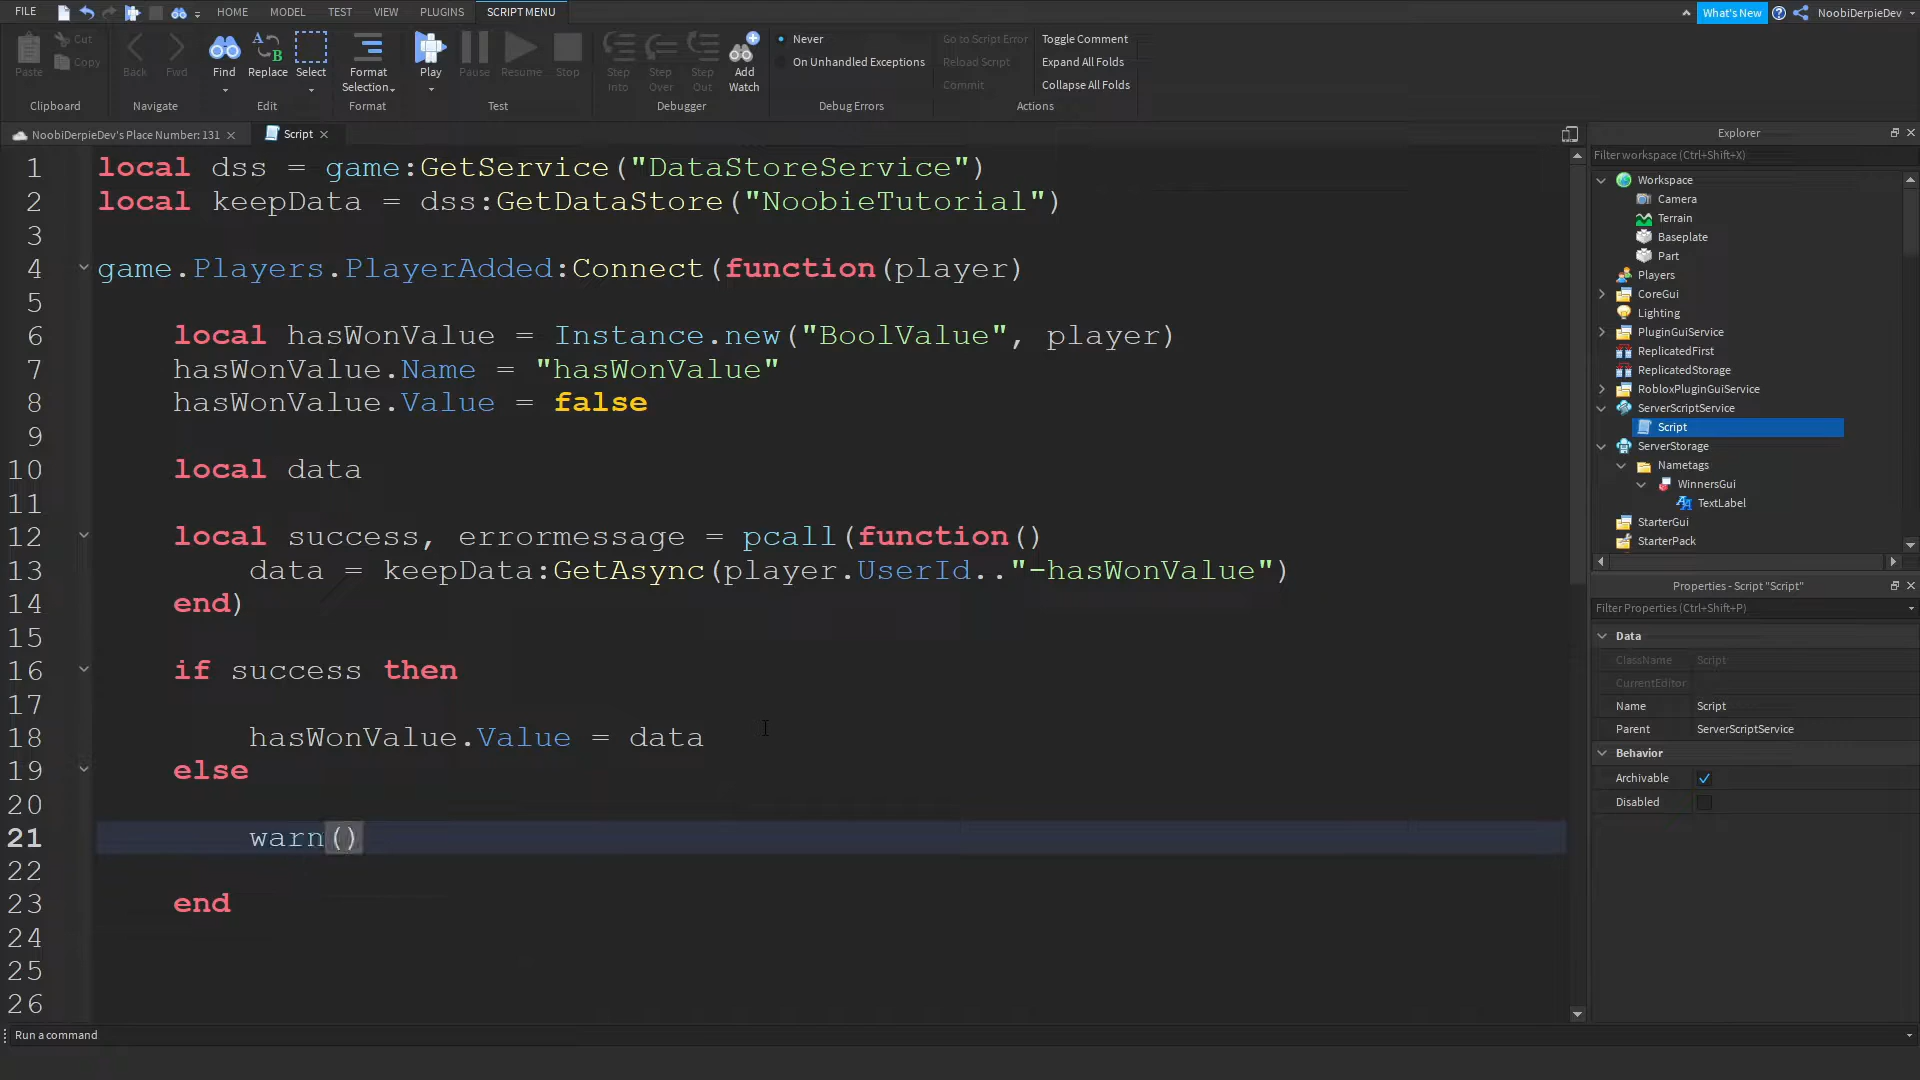 FILE HOME MODEL TEST VIEW PLUGINS SCRIPT MENU What's New NoobiDerpieDev
Paste Cut Copy Back Fwd Find Replace Select Format Selection Play Pause Resume Stop Step Into Step Over Step Out Add Watch
Never
On Unhandled Exceptions
Go to Script Error
Reload Script
Commit
Toggle Comment
Expand All Folds
Collapse All Folds
Clipboard Navigate Edit Format Test Debugger Debug Errors Actions
NoobiDerpieDev's Place Number: 131 Script
1 local dss = game:GetService("DataStoreService")
2 local keepData = dss:GetDataStore("NoobieTutorial")
3
4 game.Players.PlayerAdded:Connect(function(player)
5
6 local hasWonValue = Instance.new("BoolValue", player)
7 hasWonValue.Name = "hasWonValue"
8 hasWonValue.Value = false
9
10 local data
11
12 local success, errormessage = pcall(function()
13 data = keepData:GetAsync(player.UserId.."-hasWonValue")
14 end)
15
16 if success then
17
18 hasWonValue.Value = data
19 else
20
21 warn()
22
23 end
24
25
26
Run a command
Explorer
Filter workspace (Ctrl+Shift+X)
Workspace
Camera
Terrain
Baseplate
Part
Players
CoreGui
Lighting
PluginGuiService
ReplicatedFirst
ReplicatedStorage
RobloxPluginGuiService
ServerScriptService
Script
ServerStorage
Nametags
WinnersGui
TextLabel
StarterGui
StarterPack
Properties - Script "Script"
Filter Properties (Ctrl+Shift+P)
Data
ClassName Script
CurrentEditor
Name Script
Parent ServerScriptService
Behavior
Archivable
Disabled